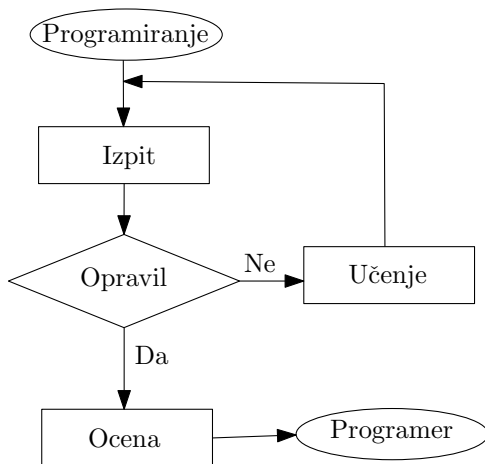 Programiranje
Izpit
Opravil
Ne
Učenje
Da
Ocena
Programer